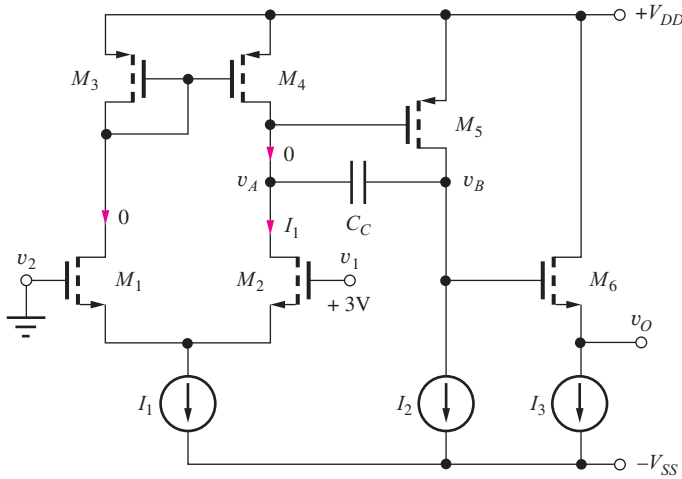 +V_DD
M_3
M_4
M_5
0
v_A
v_B
C_C
0
I_1
v_2
v_1
M_1
M_2
M_6
+ 3V
v_O
I_1
I_2
I_3
−V_SS